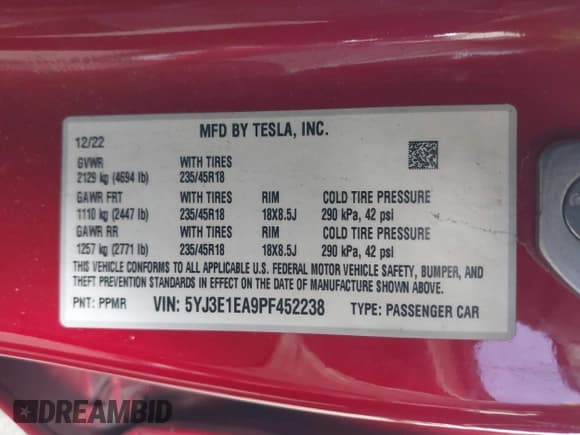 MFD BY TESLA, INC.
12/22
GVWR WITH TIRES
2129 kg (4694 lb) 235/45R18
GAWR FRT WITH TIRES RIM COLD TIRE PRESSURE
1110 kg (2447 lb) 235/45R18 18X8.5J 290 kPa, 42 psi
GAWR RR WITH TIRES RIM COLD TIRE PRESSURE
1257 kg (2771 lb) 235/45R18 18X8.5J 290 kPa, 42 psi
THIS VEHICLE CONFORMS TO ALL APPLICABLE U.S. FEDERAL MOTOR VEHICLE SAFETY, BUMPER, AND
THEFT PREVENTION STANDARDS IN EFFECT ON THE DATE OF MANUFACTURE SHOWN ABOVE.
PNT: PPMR VIN: 5YJ3E1EA9PF452238 TYPE: PASSENGER CAR
DREAMBID